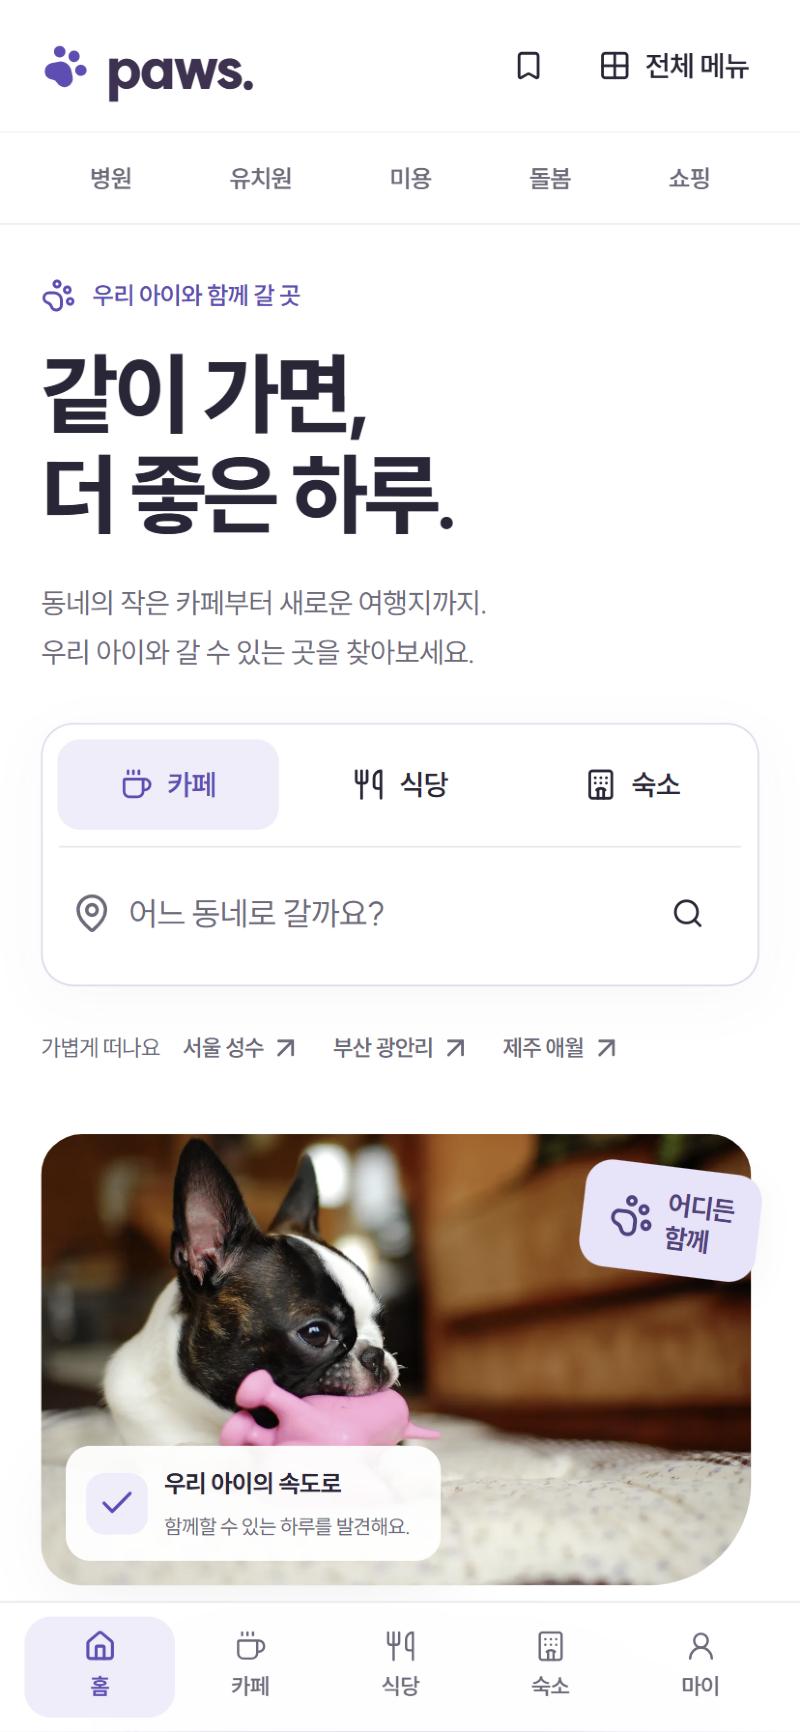 paws.
전체 메뉴
병원 유치원 미용 돌봄 쇼핑
우리 아이와 함께 갈 곳
같이 가면,
더 좋은 하루.
동네의 작은 카페부터 새로운 여행지까지.
우리 아이와 갈 수 있는 곳을 찾아보세요.
카페 식당 숙소
어느 동네로 갈까요?
가볍게 떠나요 서울 성수 부산 광안리 제주 애월
어디든
함께
우리 아이의 속도로
함께할 수 있는 하루를 발견해요.
홈 카페 식당 숙소 마이